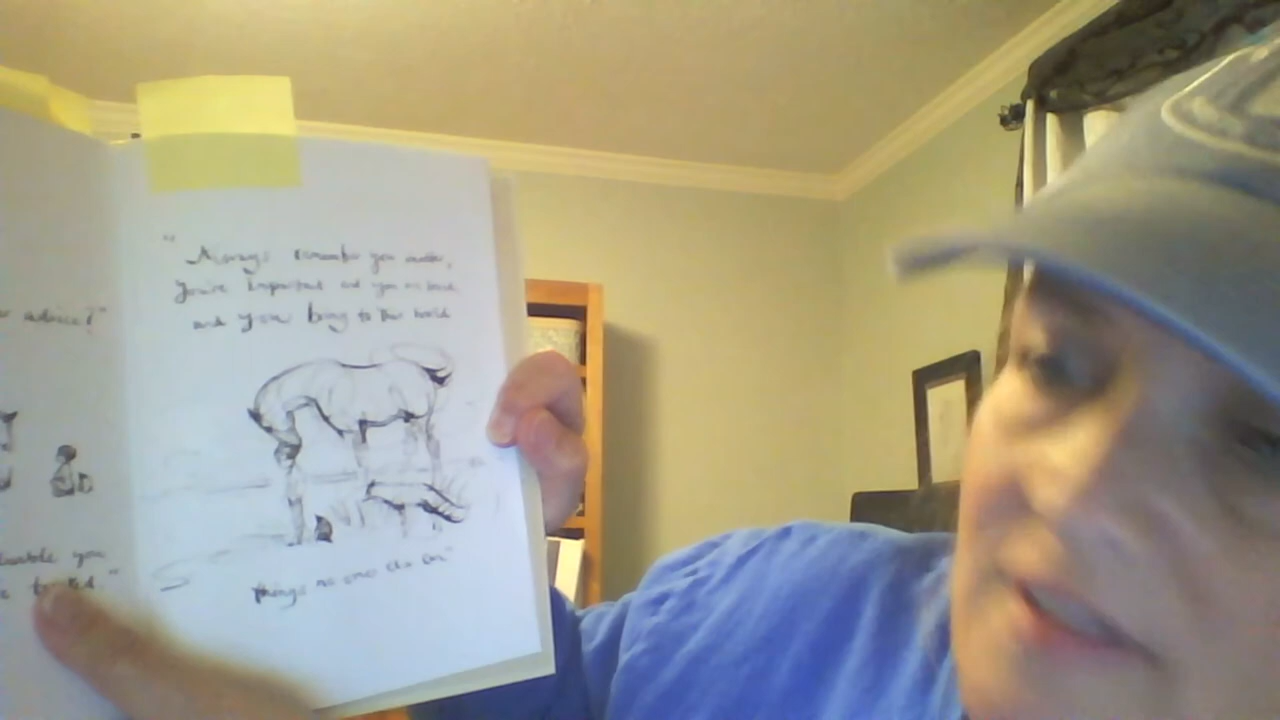 advice?"
"Always remember you matter,
you're important and you are loved,
and you bring to this world
you
"
things no one else can"